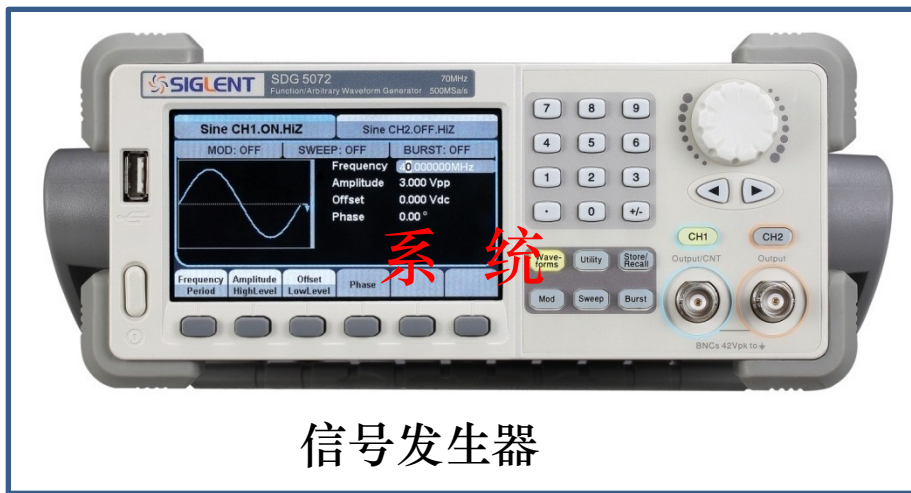 SIGLENT SDG 5072 70MHz
Function/Arbitrary Waveform Generator 500MSa/s
Sine CH1.ON.HiZ Sine CH2.OFF.HiZ
MOD: OFF SWEEP: OFF BURST: OFF
Frequency 40.000000MHz
Amplitude 3.000 Vpp
Offset 0.000 Vdc
Phase 0.00 °
系 统
Frequency Amplitude Offset Phase
Period HighLevel LowLevel
7 8 9
4 5 6
1 2 3
· 0 +/-
CH1 CH2
Wave- Utility Store/
forms Recall
Output/CNT Output
Mod Sweep Burst
BNCs 42Vpk to
信号发生器